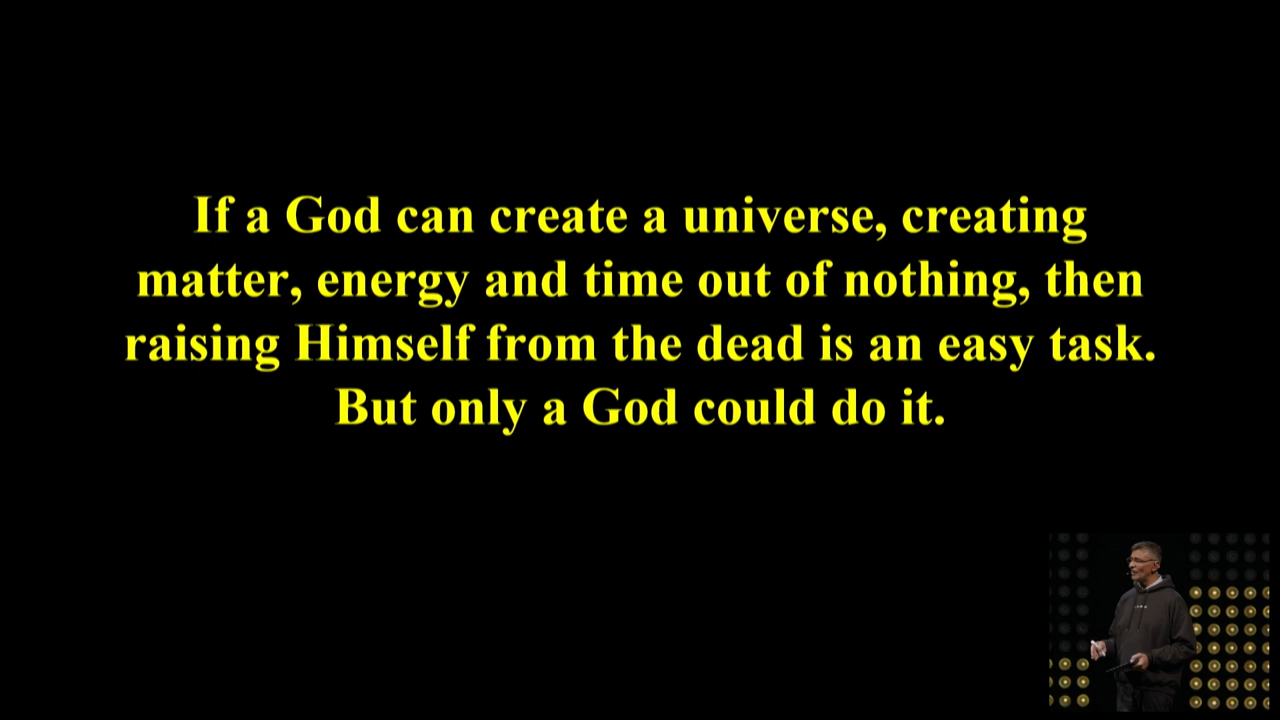 If a God can create a universe, creating
matter, energy and time out of nothing, then
raising Himself from the dead is an easy task.
But only a God could do it.